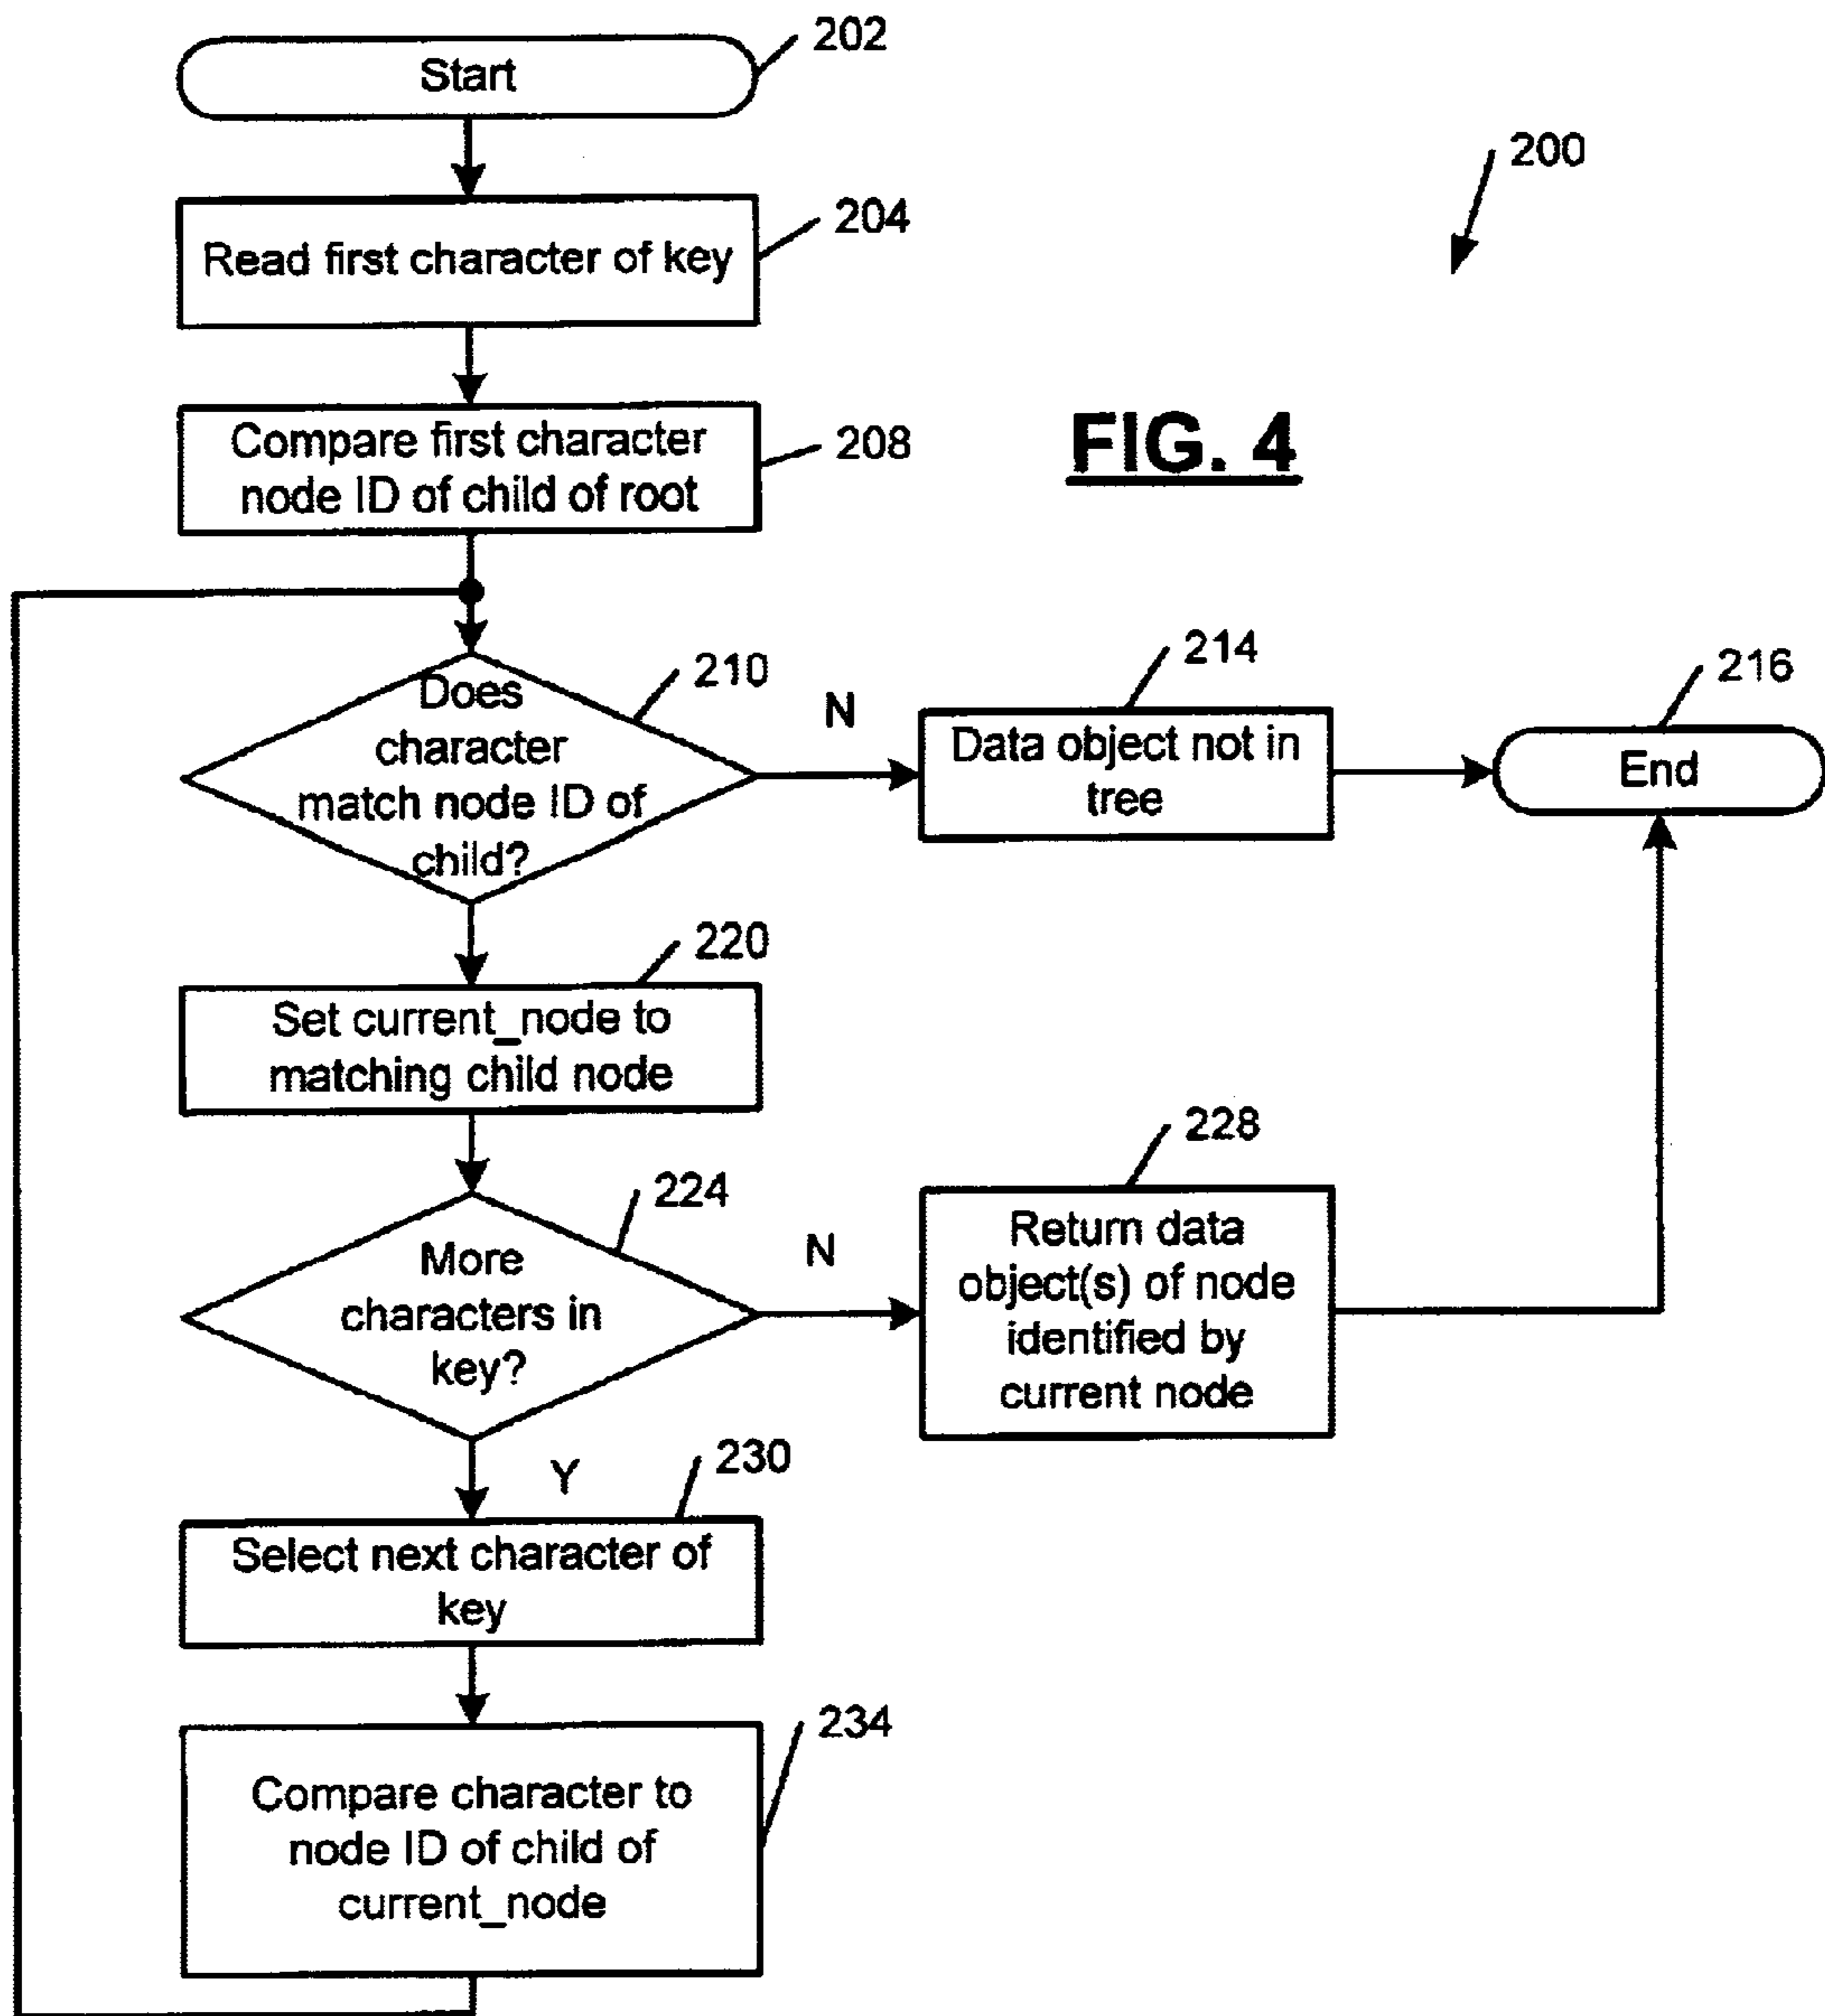 202
Start
200
204
Read first character of key
FIG. 4
Compare first character
node ID of child of root
208
210
Does
character
match node ID of
child?
N
214
Data object not in
tree
216
End
220
Set current_node to
matching child node
224
More
characters in
key?
N
228
Return data
object(s) of node
identified by
current node
Y
230
Select next character of
key
234
Compare character to
node ID of child of
current_node